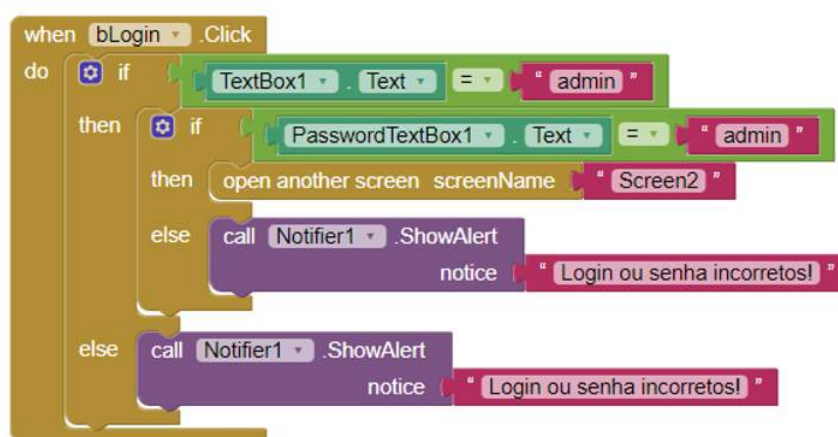 when bLogin .Click
do if TextBox1 . Text = " admin "
then if PasswordTextBox1 . Text = " admin "
then open another screen screenName " Screen2 "
else call Notifier1 .ShowAlert
notice " Login ou senha incorretos! "
else call Notifier1 .ShowAlert
notice " Login ou senha incorretos! "